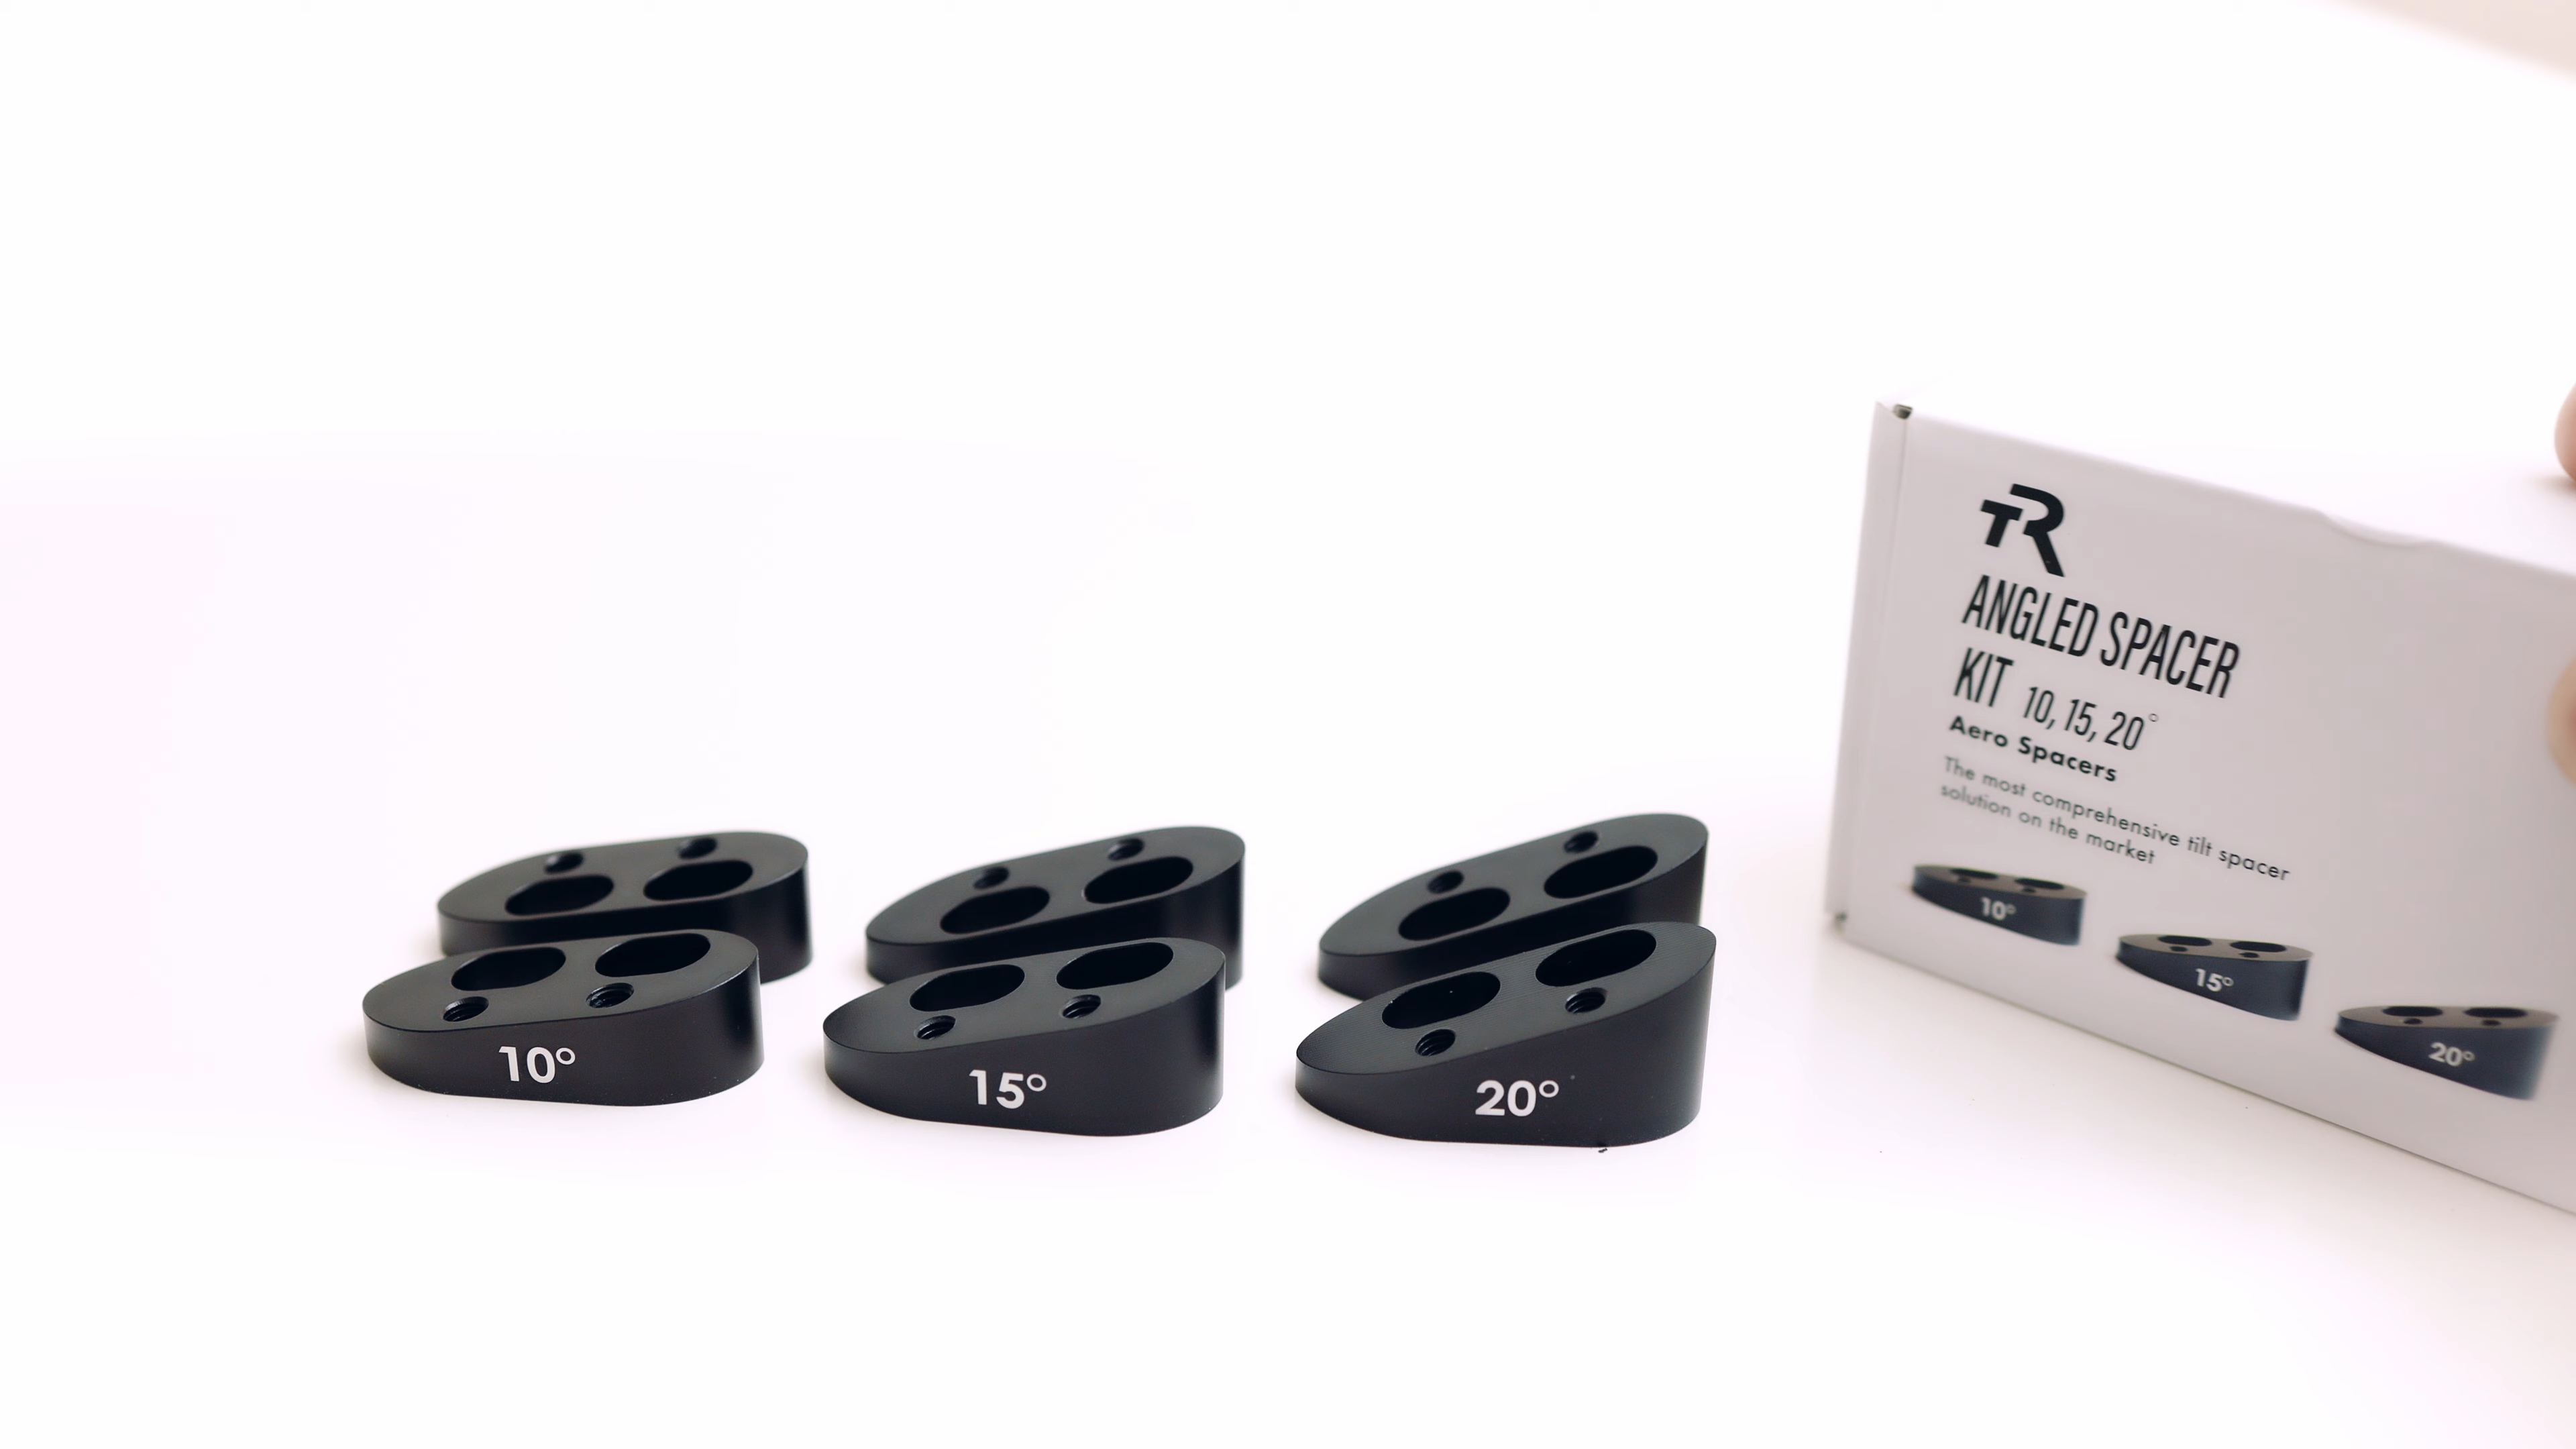 TR
ANGLED SPACER
KIT 10, 15, 20°
Aero Spacers
The most comprehensive tilt spacer
solution on the market
10°
15°
20°
10°
15°
20°